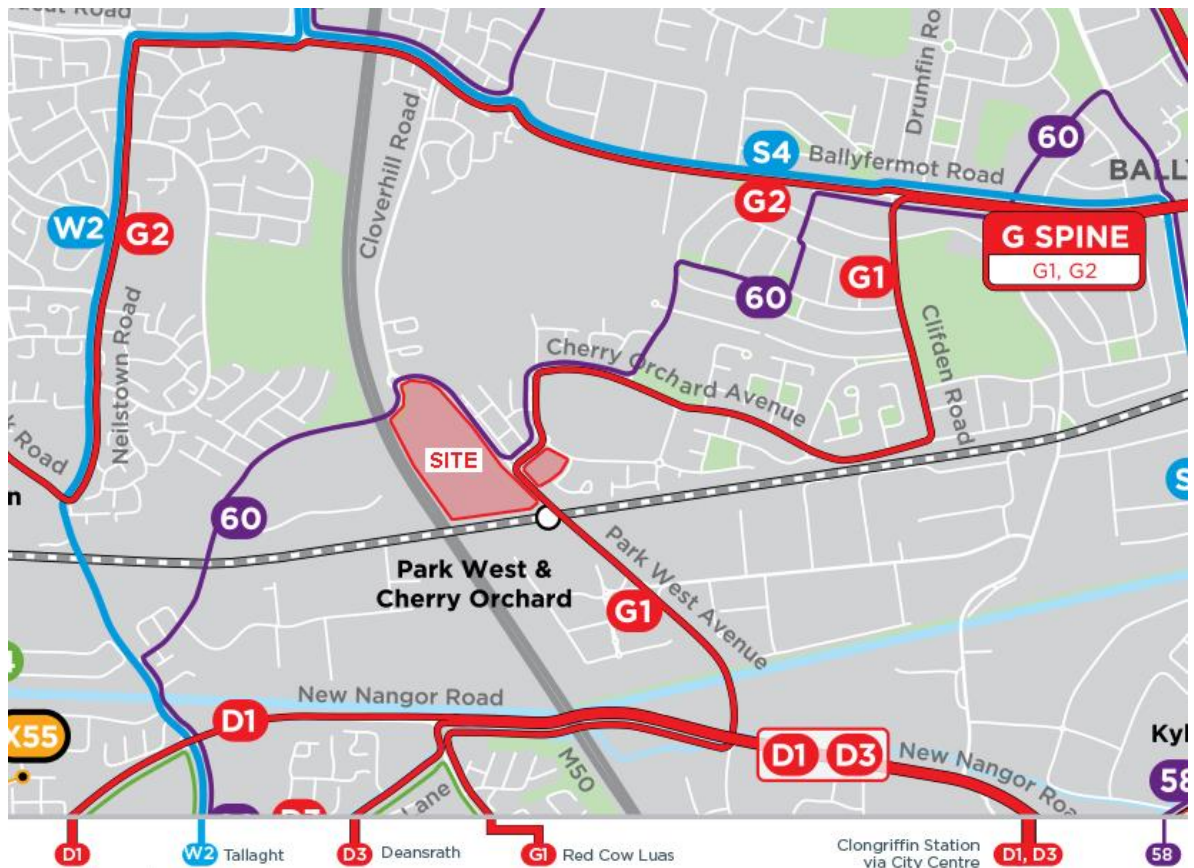 Road
Cloverhill Road
Drumfin Ro
60
S4
Ballyfermot Road
BALLY
W2
G2
G2
G SPINE
G1, G2
60
G1
Neilstown Road
Cherry Orchard Avenue
Clifden Road
Road
SITE
n
60
S
Park West &
Cherry Orchard
Park West Avenue
G1
New Nangor Road
X55
D1
D1
D3
New Nangor Roa
Kyl
M50
58
Lane
D1
W2
Tallaght
D3
Deansrath
G1
Red Cow Luas
Clongriffin Station
via City Centre
D1, D3
58